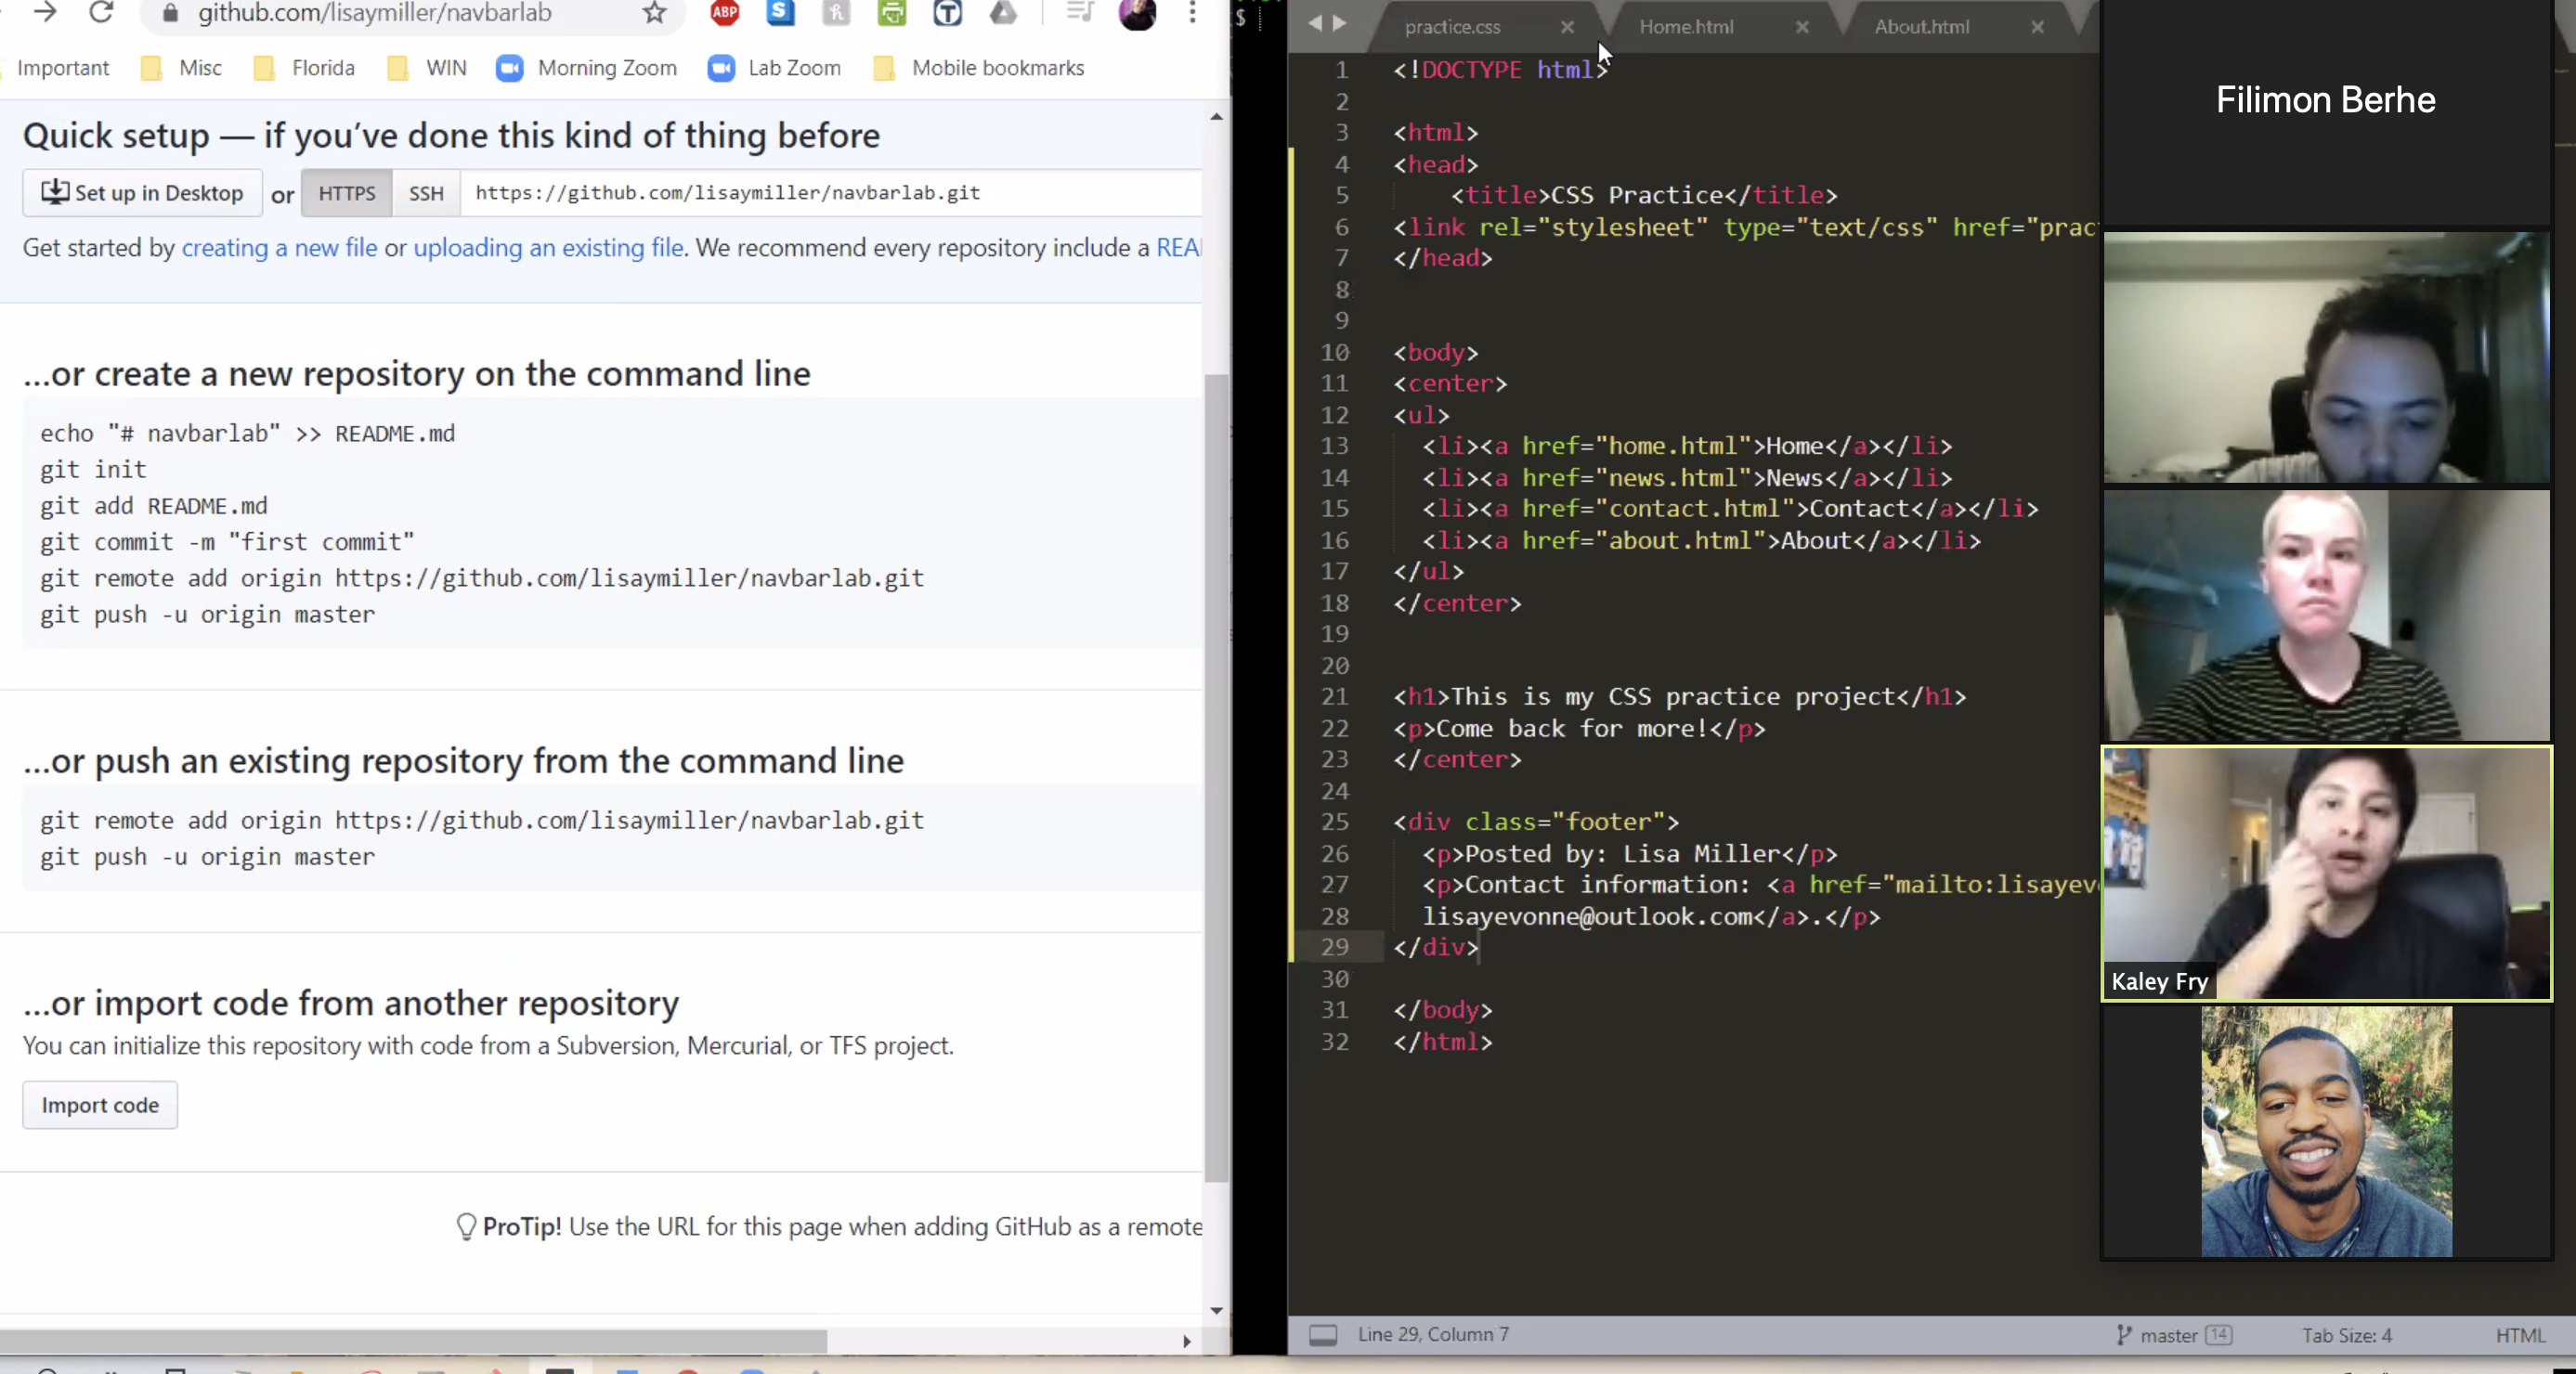 github.com/lisaymiller/navbarlab
ABP
Important Misc Florida WIN Morning Zoom Lab Zoom Mobile bookmarks
Quick setup — if you've done this kind of thing before
Set up in Desktop or HTTPS SSH https://github.com/lisaymiller/navbarlab.git
Get started by creating a new file or uploading an existing file. We recommend every repository include a REA
...or create a new repository on the command line
echo "# navbarlab" >> README.md
git init
git add README.md
git commit -m "first commit"
git remote add origin https://github.com/lisaymiller/navbarlab.git
git push -u origin master
...or push an existing repository from the command line
git remote add origin https://github.com/lisaymiller/navbarlab.git
git push -u origin master
...or import code from another repository
You can initialize this repository with code from a Subversion, Mercurial, or TFS project.
Import code
ProTip! Use the URL for this page when adding GitHub as a remote
$
practice.css Home.html About.html
1 <!DOCTYPE html>
2
3 <html>
4 <head>
5 <title>CSS Practice</title>
6 <link rel="stylesheet" type="text/css" href="prac
7 </head>
8
9
10 <body>
11 <center>
12 <ul>
13 <li><a href="home.html">Home</a></li>
14 <li><a href="news.html">News</a></li>
15 <li><a href="contact.html">Contact</a></li>
16 <li><a href="about.html">About</a></li>
17 </ul>
18 </center>
19
20
21 <h1>This is my CSS practice project</h1>
22 <p>Come back for more!</p>
23 </center>
24
25 <div class="footer">
26 <p>Posted by: Lisa Miller</p>
27 <p>Contact information: <a href="mailto:lisayev
28 lisayevonne@outlook.com</a>.</p>
29 </div>
30
31 </body>
32 </html>
Line 29, Column 7 master 14 Tab Size: 4 HTML
Filimon Berhe
Kaley Fry